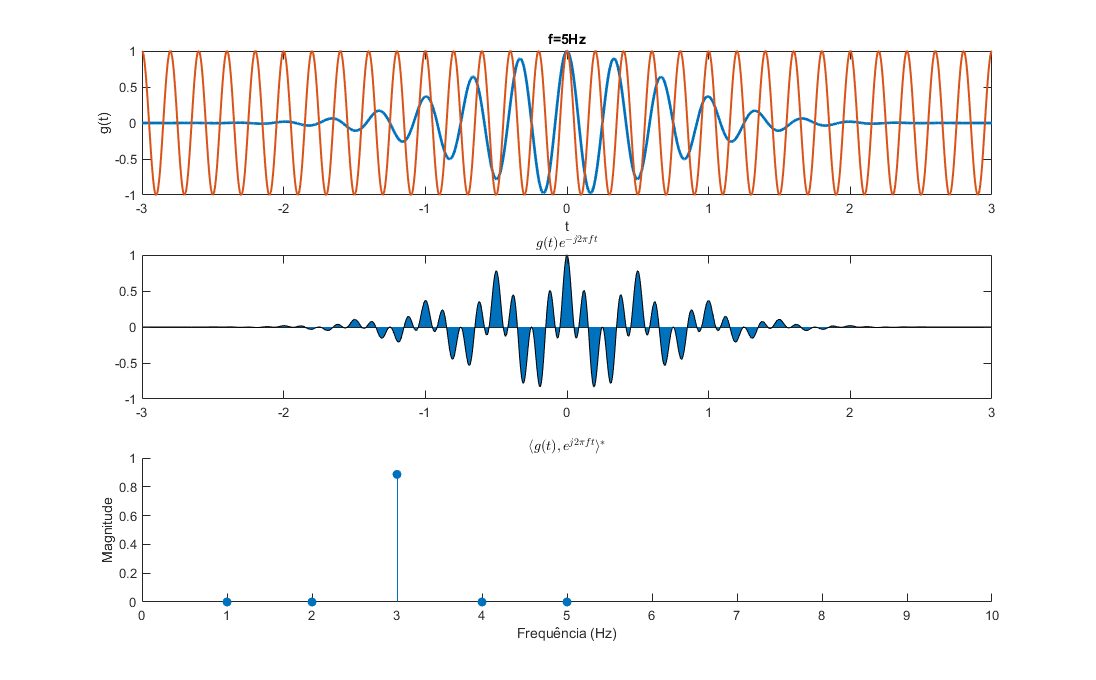 f=5Hz
1
0.5
0
-0.5
-1
g(t)
-3 -2 -1 0 1 2 3
t
g(t)e^{-j2πft}
1
0.5
0
-0.5
-1
-3 -2 -1 0 1 2 3
⟨g(t), e^{j2πft}⟩*
1
0.8
0.6
0.4
0.2
0
Magnitude
0 1 2 3 4 5 6 7 8 9 10
Frequência (Hz)